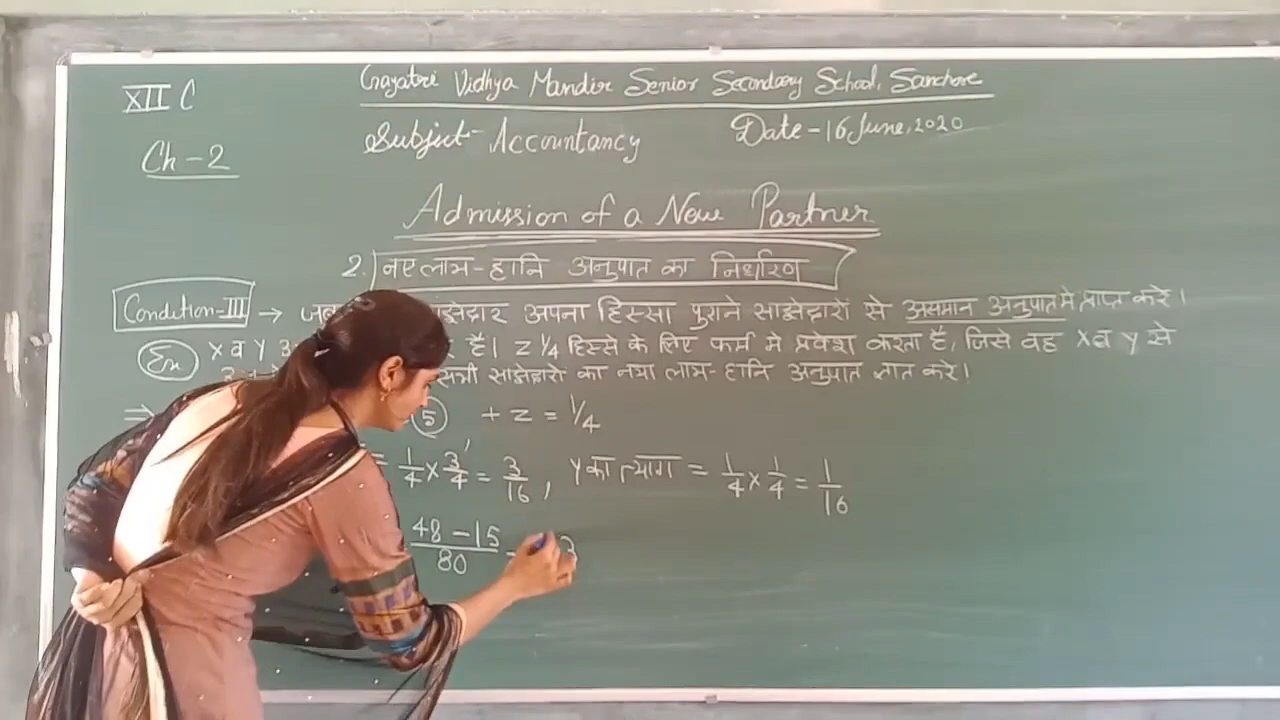 XII C
Gayatri Vidhya Mandir Senior Secondary School, Sanchore
Subject - Accountancy
Date - 16 June, 2020
Ch - 2
Admission of a New Partner
2. नए लाभ-हानि अनुपात का निर्धारण
Condition-III → साझेदार अपना हिस्सा पुराने साझेदारों से असमान अनुपात मे प्राप्त करे।
Ex X व Y है। Z 1/4 हिस्से के लिए फर्म मे प्रवेश करता है, जिसे वह X व Y से
सभी साझेदारो का नया लाभ-हानि अनुपात ज्ञात करे।
⇒ 5 + Z = 1/4
= 1/4 × 3/4 = 3/16, Y का त्याग = 1/4 × 1/4 = 1/16
48 - 15 / 80 = 3